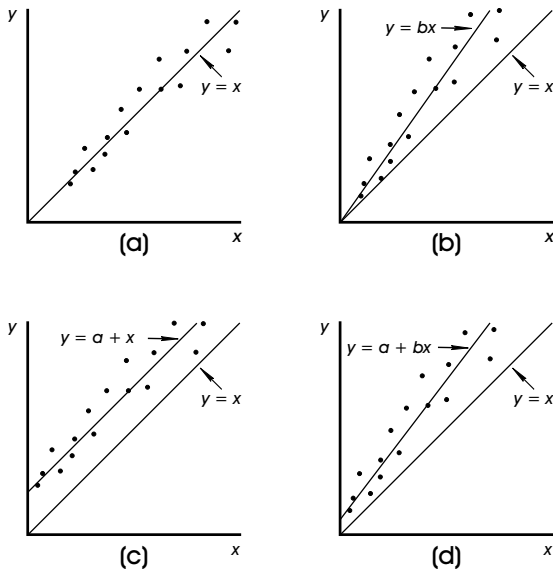 y
y = x
x
(a)
y
y = bx
y = x
x
(b)
y
y = a + x
y = x
x
(c)
y
y = a + bx
y = x
x
(d)